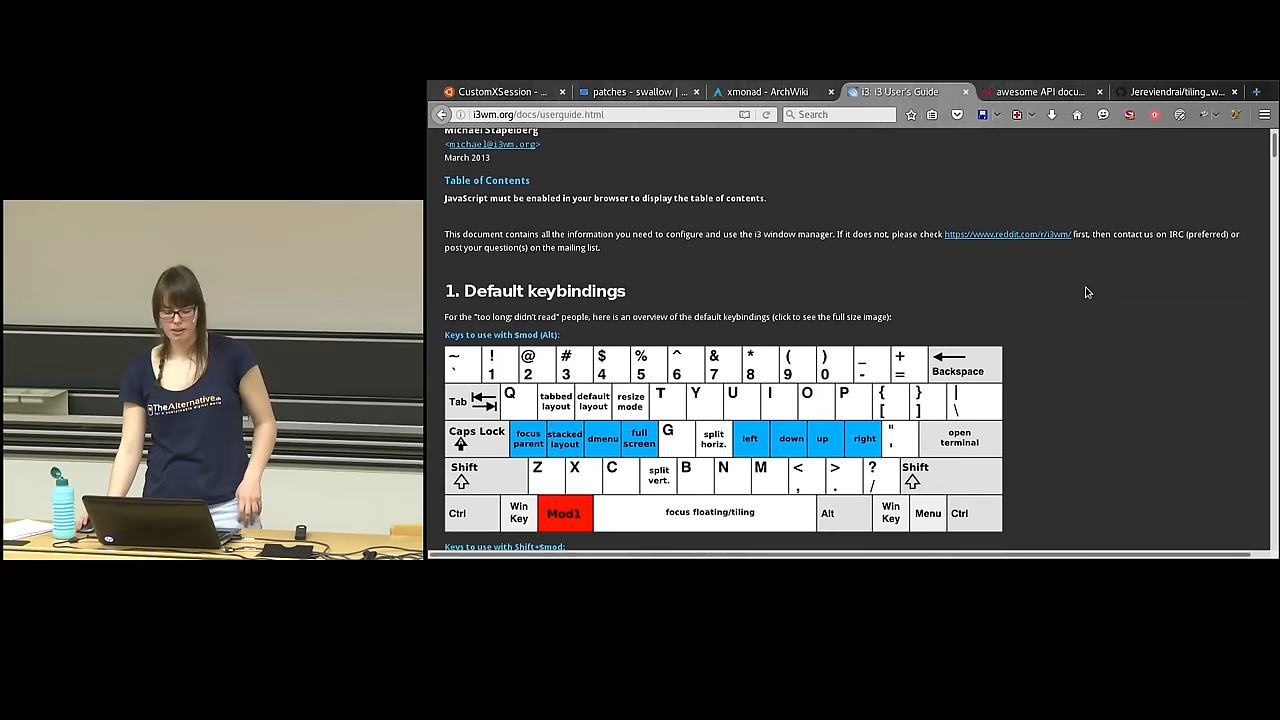 CustomXSession - ...
patches - swallow | ...
xmonad - ArchWiki
i3: i3 User's Guide
awesome API docu...
Jereviendrai/tiling_w...
i3wm.org/docs/userguide.html
Search
Michael Stapelberg
<michael@i3wm.org>
March 2013
Table of Contents
JavaScript must be enabled in your browser to display the table of contents.
This document contains all the information you need to configure and use the i3 window manager. If it does not, please check https://www.reddit.com/r/i3wm/ first, then contact us on IRC (preferred) or
post your question(s) on the mailing list.
1. Default keybindings
For the "too long; didn't read" people, here is an overview of the default keybindings (click to see the full size image):
Keys to use with $mod (Alt):
~ ! @ # $ % ^ & * ( ) _ +
` 1 2 3 4 5 6 7 8 9 0 - = Backspace
Tab Q tabbed layout default layout resize mode T Y U I O P { [ } ] | \
Caps Lock focus parent stacked layout dmenu full screen G split horiz. left down up right " ' open terminal
Shift Z X C split vert. B N M < , > . ? / Shift
Ctrl Win Key Mod1 focus floating/tiling Alt Win Key Menu Ctrl
Keys to use with Shift+$mod:
TheAlternative.ch
for a sustainable digital world
hp